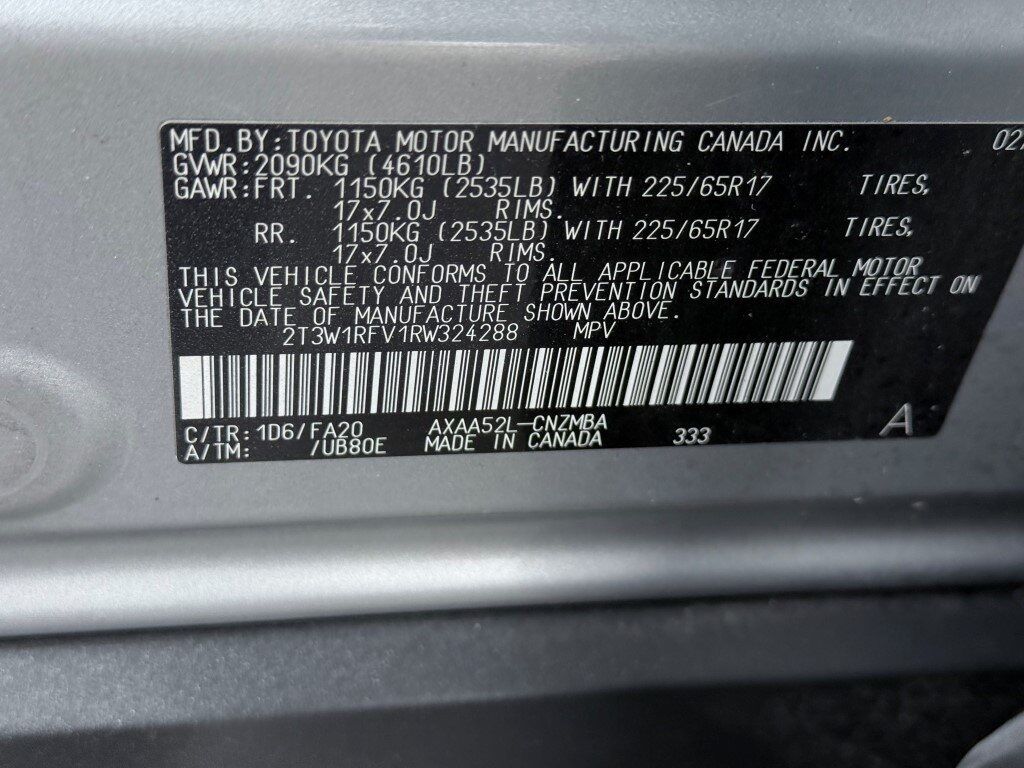 MFD.BY:TOYOTA MOTOR MANUFACTURING CANADA INC. 02
GVWR:2090KG (4610LB)
GAWR:FRT. 1150KG (2535LB) WITH 225/65R17 TIRES,
17x7.0J RIMS.
RR. 1150KG (2535LB) WITH 225/65R17 TIRES,
17x7.0J RIMS.
THIS VEHICLE CONFORMS TO ALL APPLICABLE FEDERAL MOTOR
VEHICLE SAFETY AND THEFT PREVENTION STANDARDS IN EFFECT ON
THE DATE OF MANUFACTURE SHOWN ABOVE.
2T3W1RFV1RW324288 MPV
C/TR:1D6/FA20 AXAA52L-CNZMBA
A/TM: /UB80E MADE IN CANADA 333 A